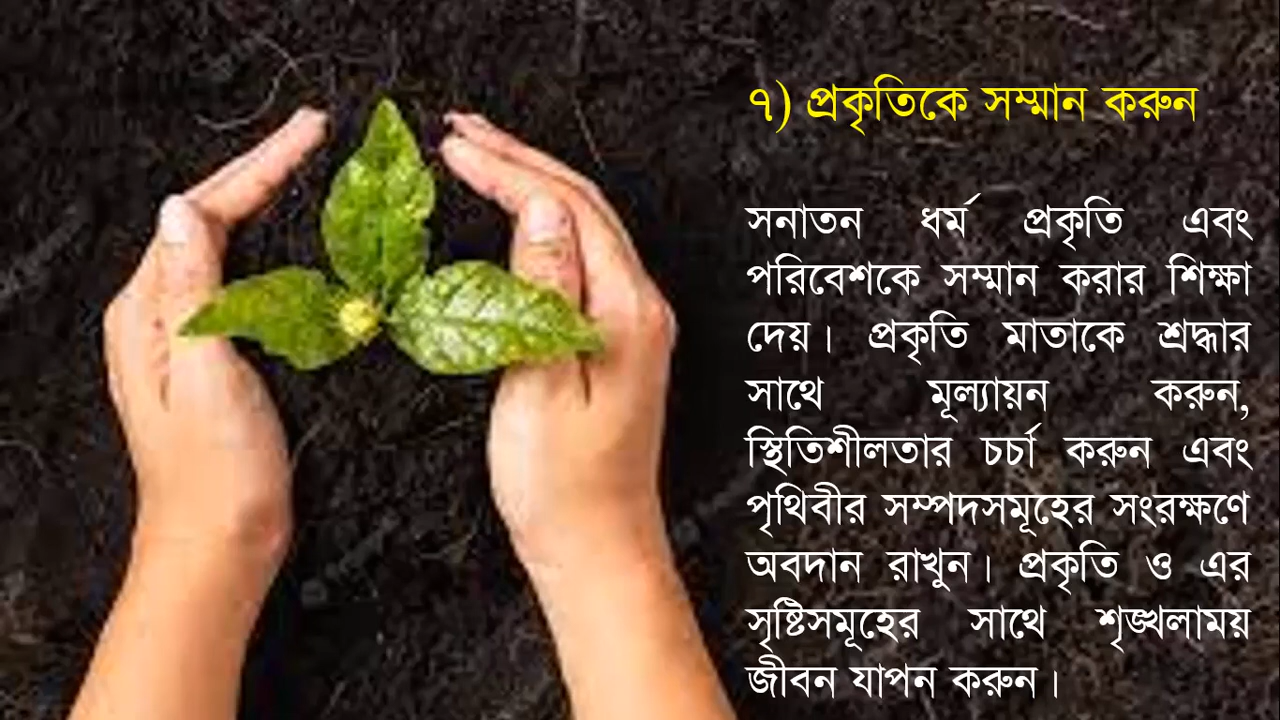 ৭) প্রকৃতিকে সম্মান করুন
সনাতন ধর্ম প্রকৃতি এবং
পরিবেশকে সম্মান করার শিক্ষা
দেয়। প্রকৃতি মাতাকে শ্রদ্ধার
সাথে মূল্যায়ন করুন,
স্থিতিশীলতার চর্চা করুন এবং
পৃথিবীর সম্পদসমূহের সংরক্ষণে
অবদান রাখুন। প্রকৃতি ও এর
সৃষ্টিসমূহের সাথে শৃঙ্খলাময়
জীবন যাপন করুন।